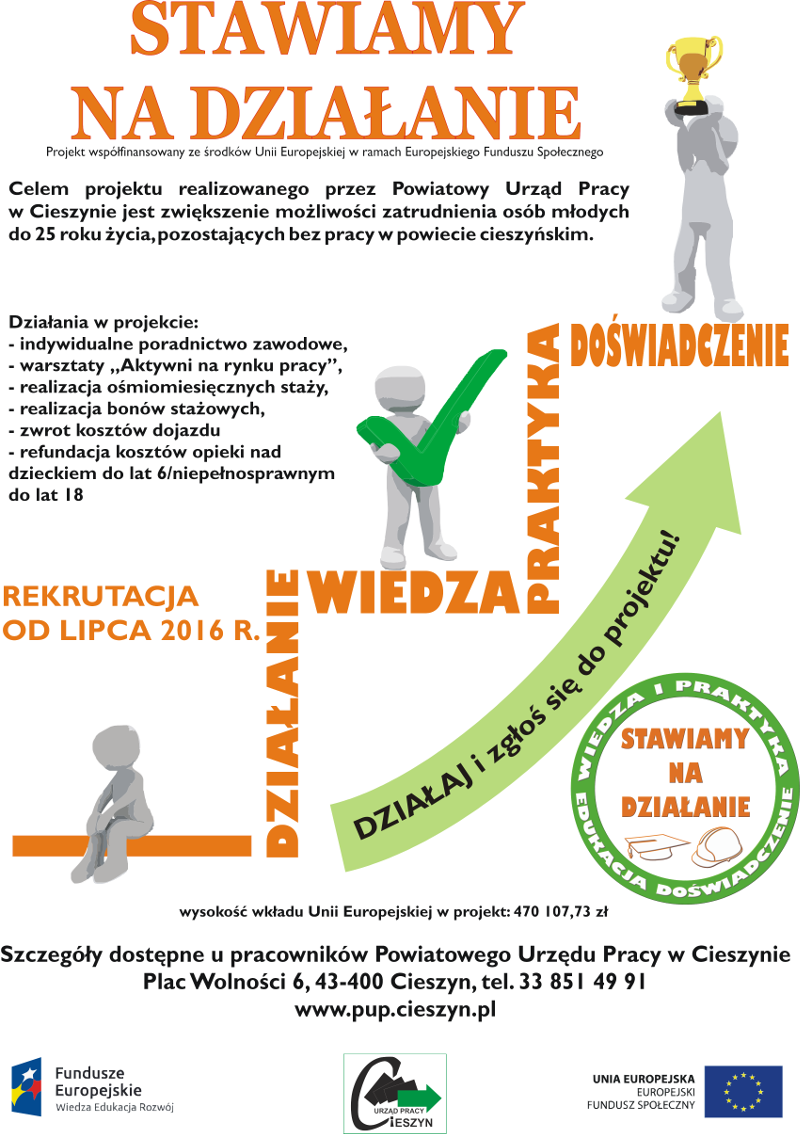 STAWIAMY
NA DZIAŁANIE
Projekt współfinansowany ze środków Unii Europejskiej w ramach Europejskiego Funduszu Społecznego
Celem projektu realizowanego przez Powiatowy Urząd Pracy
w Cieszynie jest zwiększenie możliwości zatrudnienia osób młodych
do 25 roku życia, pozostających bez pracy w powiecie cieszyńskim.
Działania w projekcie:
- indywidualne poradnictwo zawodowe,
- warsztaty „Aktywni na rynku pracy”,
- realizacja ośmiomiesięcznych staży,
- realizacja bonów stażowych,
- zwrot kosztów dojazdu
- refundacja kosztów opieki nad
dzieckiem do lat 6/niepełnosprawnym
do lat 18
DOŚWIADCZENIE
PRAKTYKA
WIEDZA
DZIAŁANIE
REKRUTACJA
OD LIPCA 2016 R.
DZIAŁAJ i zgłoś się do projektu!
WIEDZA I PRAKTYKA
EDUKACJA DOŚWIADCZENIE
STAWIAMY
NA
DZIAŁANIE
wysokość wkładu Unii Europejskiej w projekt: 470 107,73 zł
Szczegóły dostępne u pracowników Powiatowego Urzędu Pracy w Cieszynie
Plac Wolności 6, 43-400 Cieszyn, tel. 33 851 49 91
www.pup.cieszyn.pl
Fundusze
Europejskie
Wiedza Edukacja Rozwój
URZĄD PRACY
CIESZYN
UNIA EUROPEJSKA
EUROPEJSKI
FUNDUSZ SPOŁECZNY